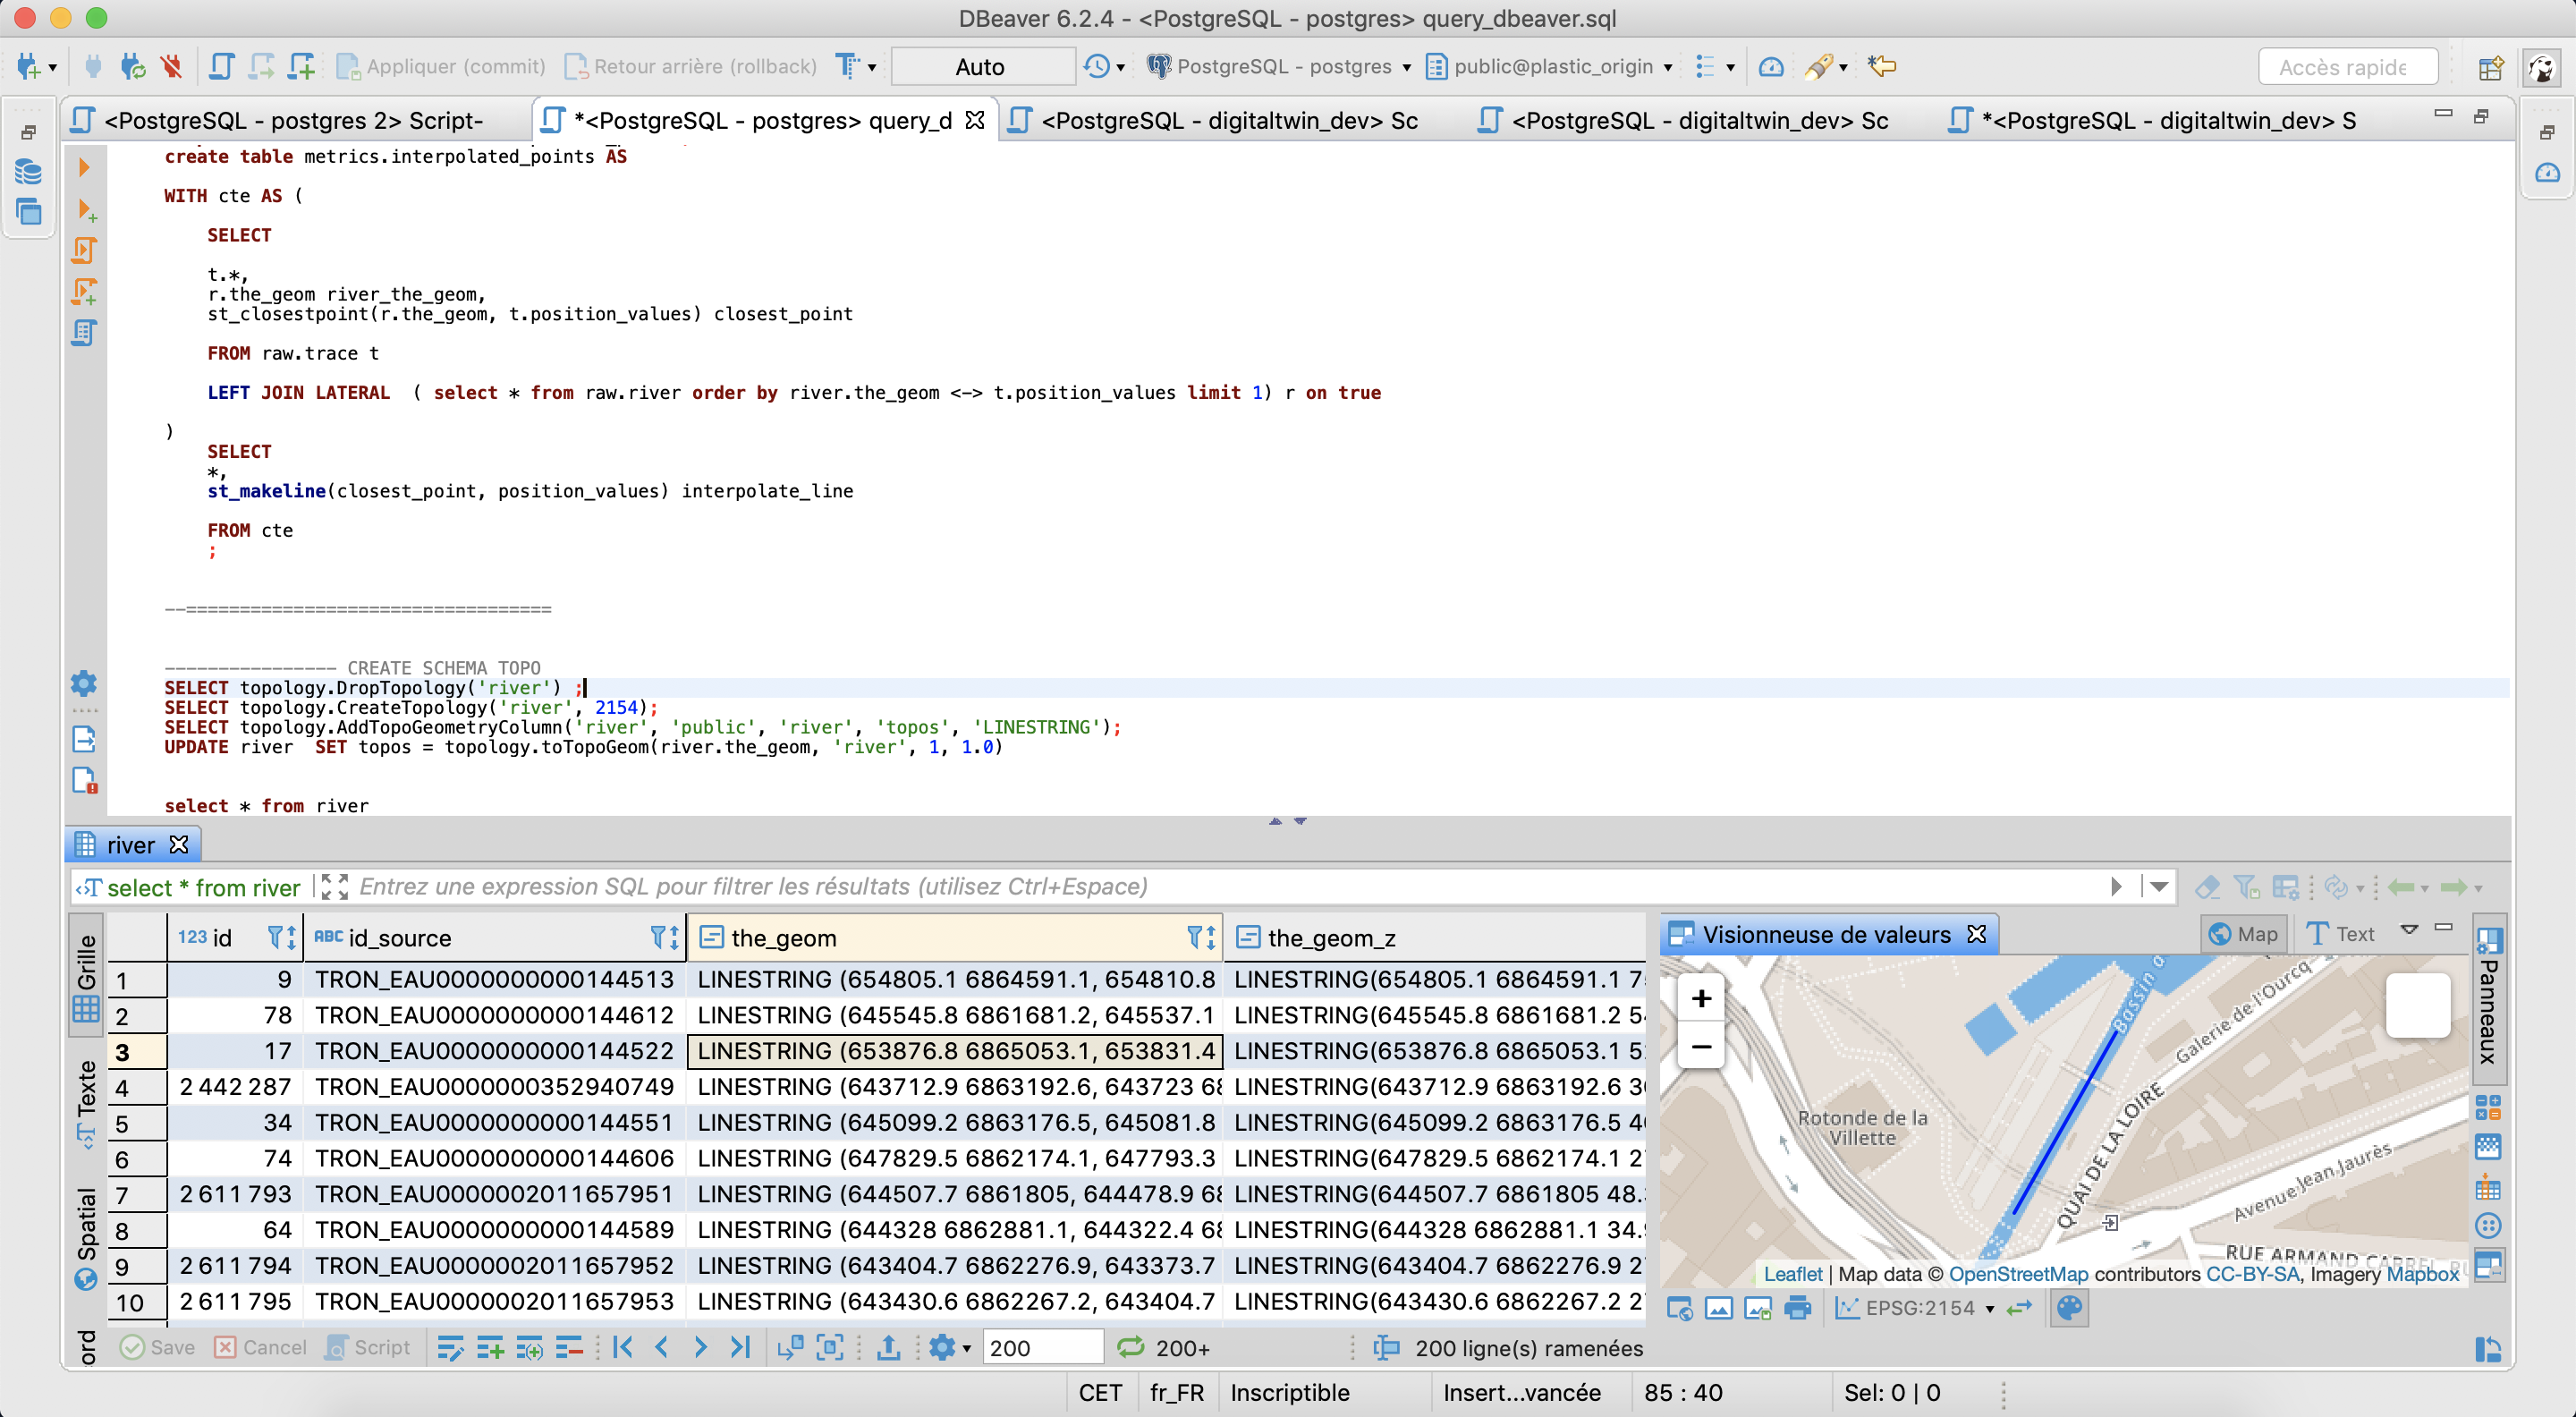 DBeaver 6.2.4 - <PostgreSQL - postgres> query_dbeaver.sql
Appliquer (commit) Retour arrière (rollback) Auto PostgreSQL - postgres public@plastic_origin Accès rapide
<PostgreSQL - postgres 2> Script- *<PostgreSQL - postgres> query_d <PostgreSQL - digitaltwin_dev> Sc <PostgreSQL - digitaltwin_dev> Sc *<PostgreSQL - digitaltwin_dev> S
create table metrics.interpolated_points AS
WITH cte AS (
SELECT
t.*,
r.the_geom river_the_geom,
st_closestpoint(r.the_geom, t.position_values) closest_point
FROM raw.trace t
LEFT JOIN LATERAL  ( select * from raw.river order by river.the_geom <-> t.position_values limit 1) r on true
)
SELECT
*,
st_makeline(closest_point, position_values) interpolate_line
FROM cte
;
--==================================
---------------- CREATE SCHEMA TOPO
SELECT topology.DropTopology('river') ;
SELECT topology.CreateTopology('river', 2154);
SELECT topology.AddTopoGeometryColumn('river', 'public', 'river', 'topos', 'LINESTRING');
UPDATE river  SET topos = topology.toTopoGeom(river.the_geom, 'river', 1, 1.0)
select * from river
river
select * from river Entrez une expression SQL pour filtrer les résultats (utilisez Ctrl+Espace)
Grille
Texte
Spatial
ord
123 id ABC id_source the_geom the_geom_z
1 9 TRON_EAU0000000000144513 LINESTRING (654805.1 6864591.1, 654810.8 LINESTRING(654805.1 6864591.1 7
2 78 TRON_EAU0000000000144612 LINESTRING (645545.8 6861681.2, 645537.1 LINESTRING(645545.8 6861681.2 5
3 17 TRON_EAU0000000000144522 LINESTRING (653876.8 6865053.1, 653831.4 LINESTRING(653876.8 6865053.1 5
4 2 442 287 TRON_EAU0000000352940749 LINESTRING (643712.9 6863192.6, 643723 68 LINESTRING(643712.9 6863192.6 3
5 34 TRON_EAU0000000000144551 LINESTRING (645099.2 6863176.5, 645081.8 LINESTRING(645099.2 6863176.5 4
6 74 TRON_EAU0000000000144606 LINESTRING (647829.5 6862174.1, 647793.3 LINESTRING(647829.5 6862174.1 2
7 2 611 793 TRON_EAU0000002011657951 LINESTRING (644507.7 6861805, 644478.9 68 LINESTRING(644507.7 6861805 48.
8 64 TRON_EAU0000000000144589 LINESTRING (644328 6862881.1, 644322.4 68 LINESTRING(644328 6862881.1 34.
9 2 611 794 TRON_EAU0000002011657952 LINESTRING (643404.7 6862276.9, 643373.7 LINESTRING(643404.7 6862276.9 2
10 2 611 795 TRON_EAU0000002011657953 LINESTRING (643430.6 6862267.2, 643404.7 LINESTRING(643430.6 6862267.2 2
Visionneuse de valeurs Map Text
Panneaux
+
−
Bassin d
Galerie de l'Ourcq
Rotonde de la
Villette
QUAI DE LA LOIRE
Avenue Jean Jaurès
RUE ARMAND CARREL
Leaflet | Map data © OpenStreetMap contributors CC-BY-SA, Imagery Mapbox
EPSG:2154
Save Cancel Script 200 200+ 200 ligne(s) ramenées
CET fr_FR Inscriptible Insert...vancée 85 : 40 Sel: 0 | 0